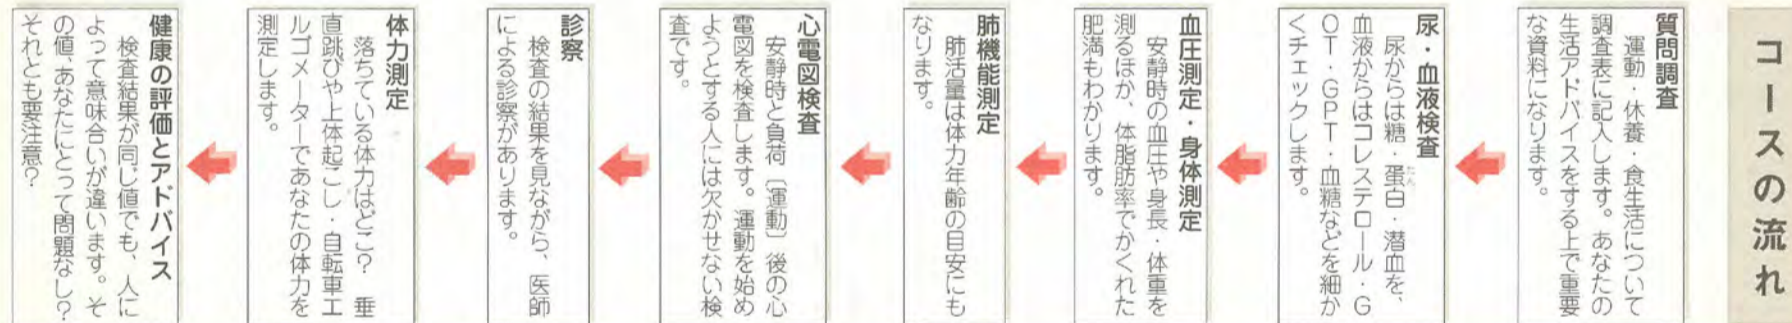 コースの流れ
質問調査
運動・休養・食生活について
調査表に記入します。あなたの
生活アドバイスをする上で重要
な資料になります。
尿・血液検査
尿からは糖・蛋白・潜血を、
たん
血液からはコレステロール・G
OT・GPT・血糖などを細か
くチェックします。
血圧測定・身体測定
安静時の血圧や身長・体重を
測るほか、体脂肪率でかくれた
肥満もわかります。
肺機能測定
肺活量は体力年齢の目安にも
なります。
心電図検査
安静時と負荷〔運動〕後の心
電図を検査します。運動を始め
ようとする人には欠かせない検
査です。
診察
検査の結果を見ながら、医師
による診察があります。
体力測定
落ちている体力はどこ？　垂
直跳びや上体起こし・自転車エ
ルゴメーターであなたの体力を
測定します。
健康の評価とアドバイス
検査結果が同じ値でも、人に
よって意味合いが違います。そ
の値、あなたにとって問題なし？
それとも要注意？